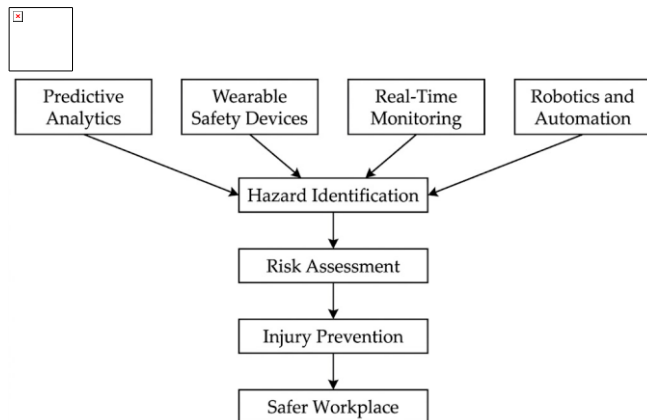 Predictive
Analytics
Wearable
Safety Devices
Real-Time
Monitoring
Robotics and
Automation
Hazard Identification
Risk Assessment
Injury Prevention
Safer Workplace